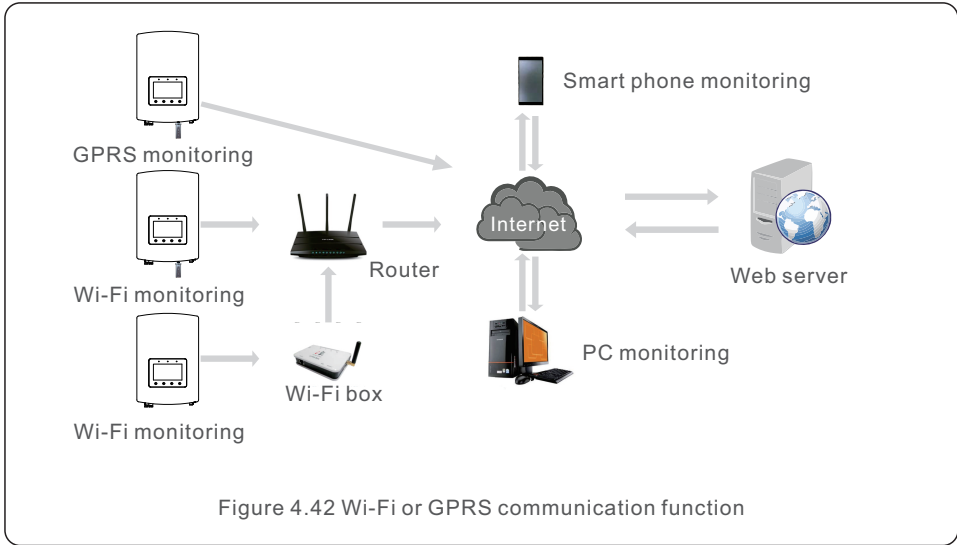 Smart phone monitoring
GPRS monitoring
Internet
Router
Web server
Wi-Fi monitoring
PC monitoring
Wi-Fi box
Wi-Fi monitoring
Figure 4.42 Wi-Fi or GPRS communication function